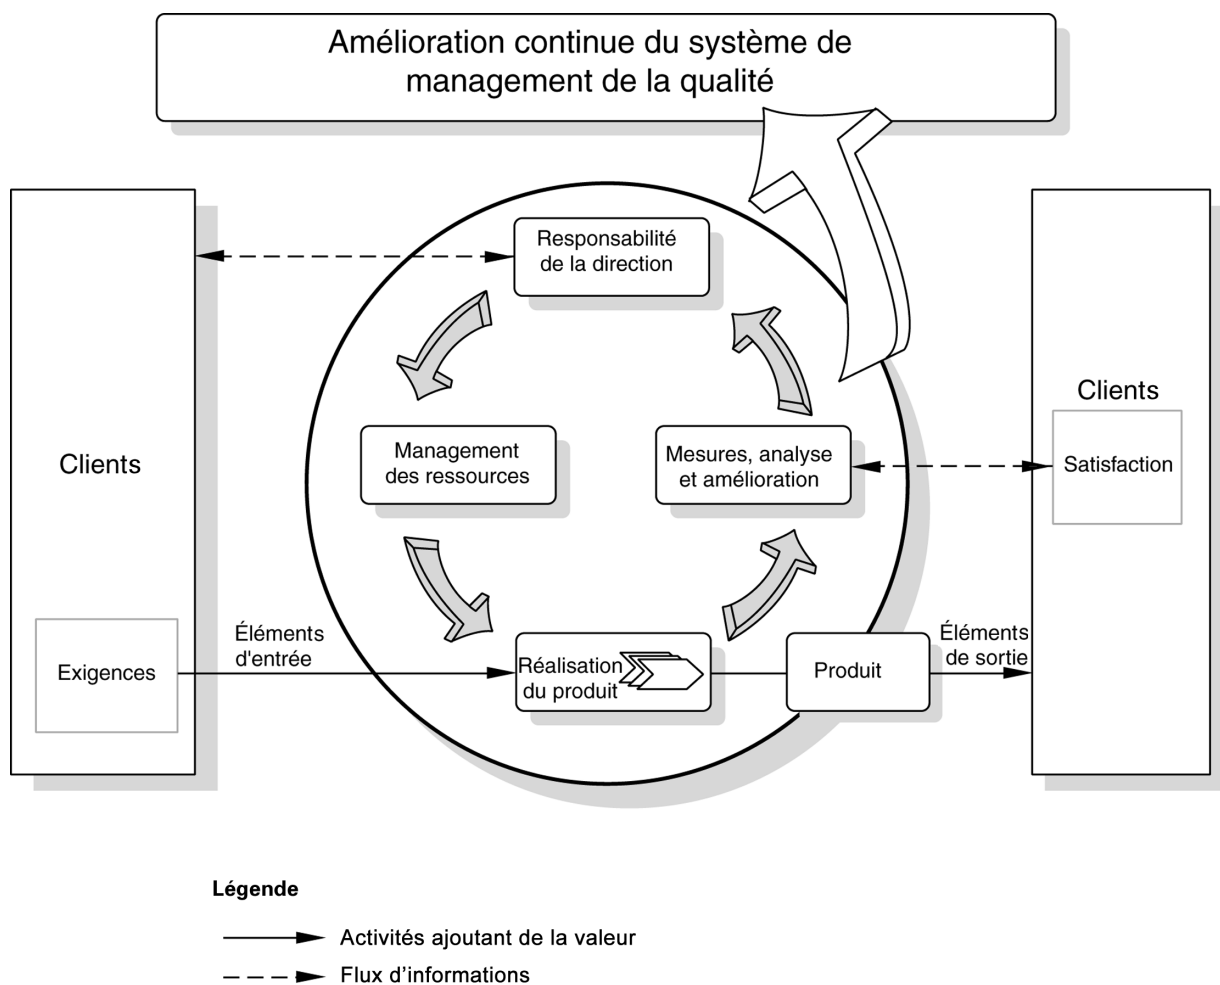 Amélioration continue du système de
management de la qualité
Responsabilité
de la direction
Clients
Management
des ressources
Mesures, analyse
et amélioration
Satisfaction
Clients
Éléments
d'entrée
Éléments
de sortie
Exigences
Réalisation
du produit
Produit
Légende
Activités ajoutant de la valeur
Flux d’informations